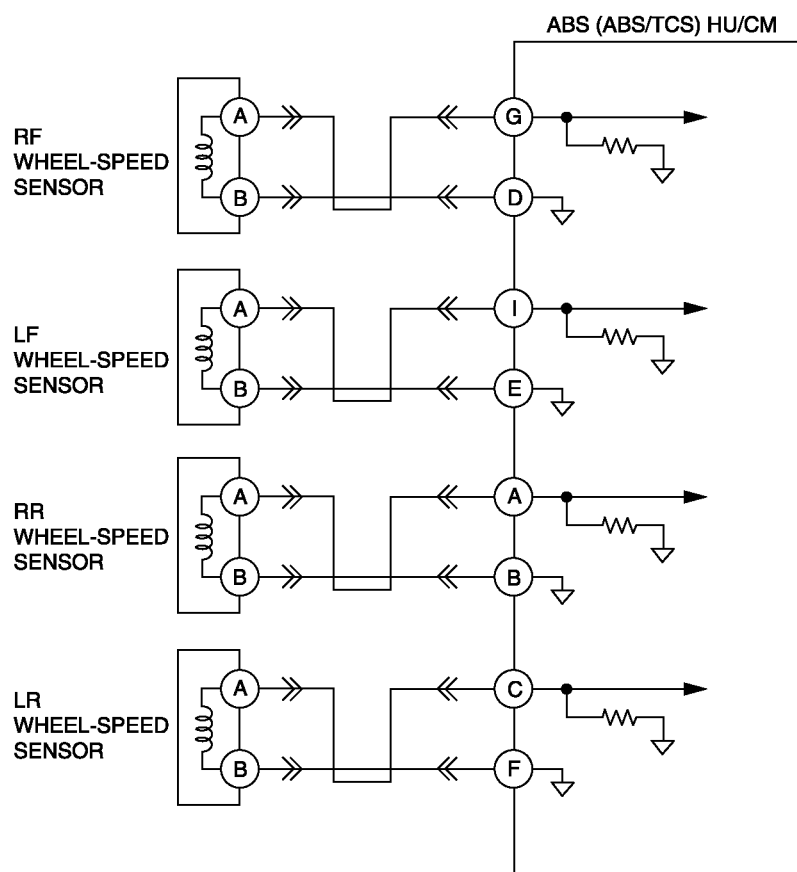 ABS (ABS/TCS) HU/CM
RF
WHEEL-SPEED
SENSOR
A
B
G
D
LF
WHEEL-SPEED
SENSOR
A
B
I
E
RR
WHEEL-SPEED
SENSOR
A
B
A
B
LR
WHEEL-SPEED
SENSOR
A
B
C
F